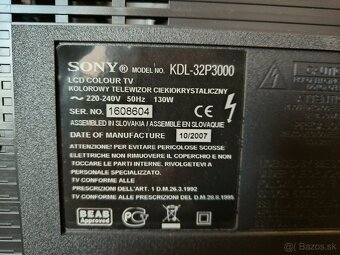 SONY® MODEL NO. KDL-32P3000
LCD COLOUR TV
KOLOROWY TELEWIZOR CIEKŁOKRYSTALICZNY
~ 220-240V 50Hz 130W
SER. NO. 1608604
ASSEMBLED IN SLOVAKIA / ASSEMBLÉ EN SLOVAQUIE
DATE OF MANUFACTURE 10/2007
ATTENZIONE! PER EVITARE PERICOLOSE SCOSSE
ELETTRICHE NON RIMUOVERE IL COPERCHIO E NON
TOCCARE LE PARTI INTERNE. RIVOLGETEVI A
PERSONALE SPECIALIZZATO.
TV CONFORME ALLE
PRESCRIZIONI DELL'ART. 1 D.M.26.3.1992
TV CONFORME ALLE PRESCRIZIONI DEL D.M.28.8.1995
BEAB
Approved
bazos.sk